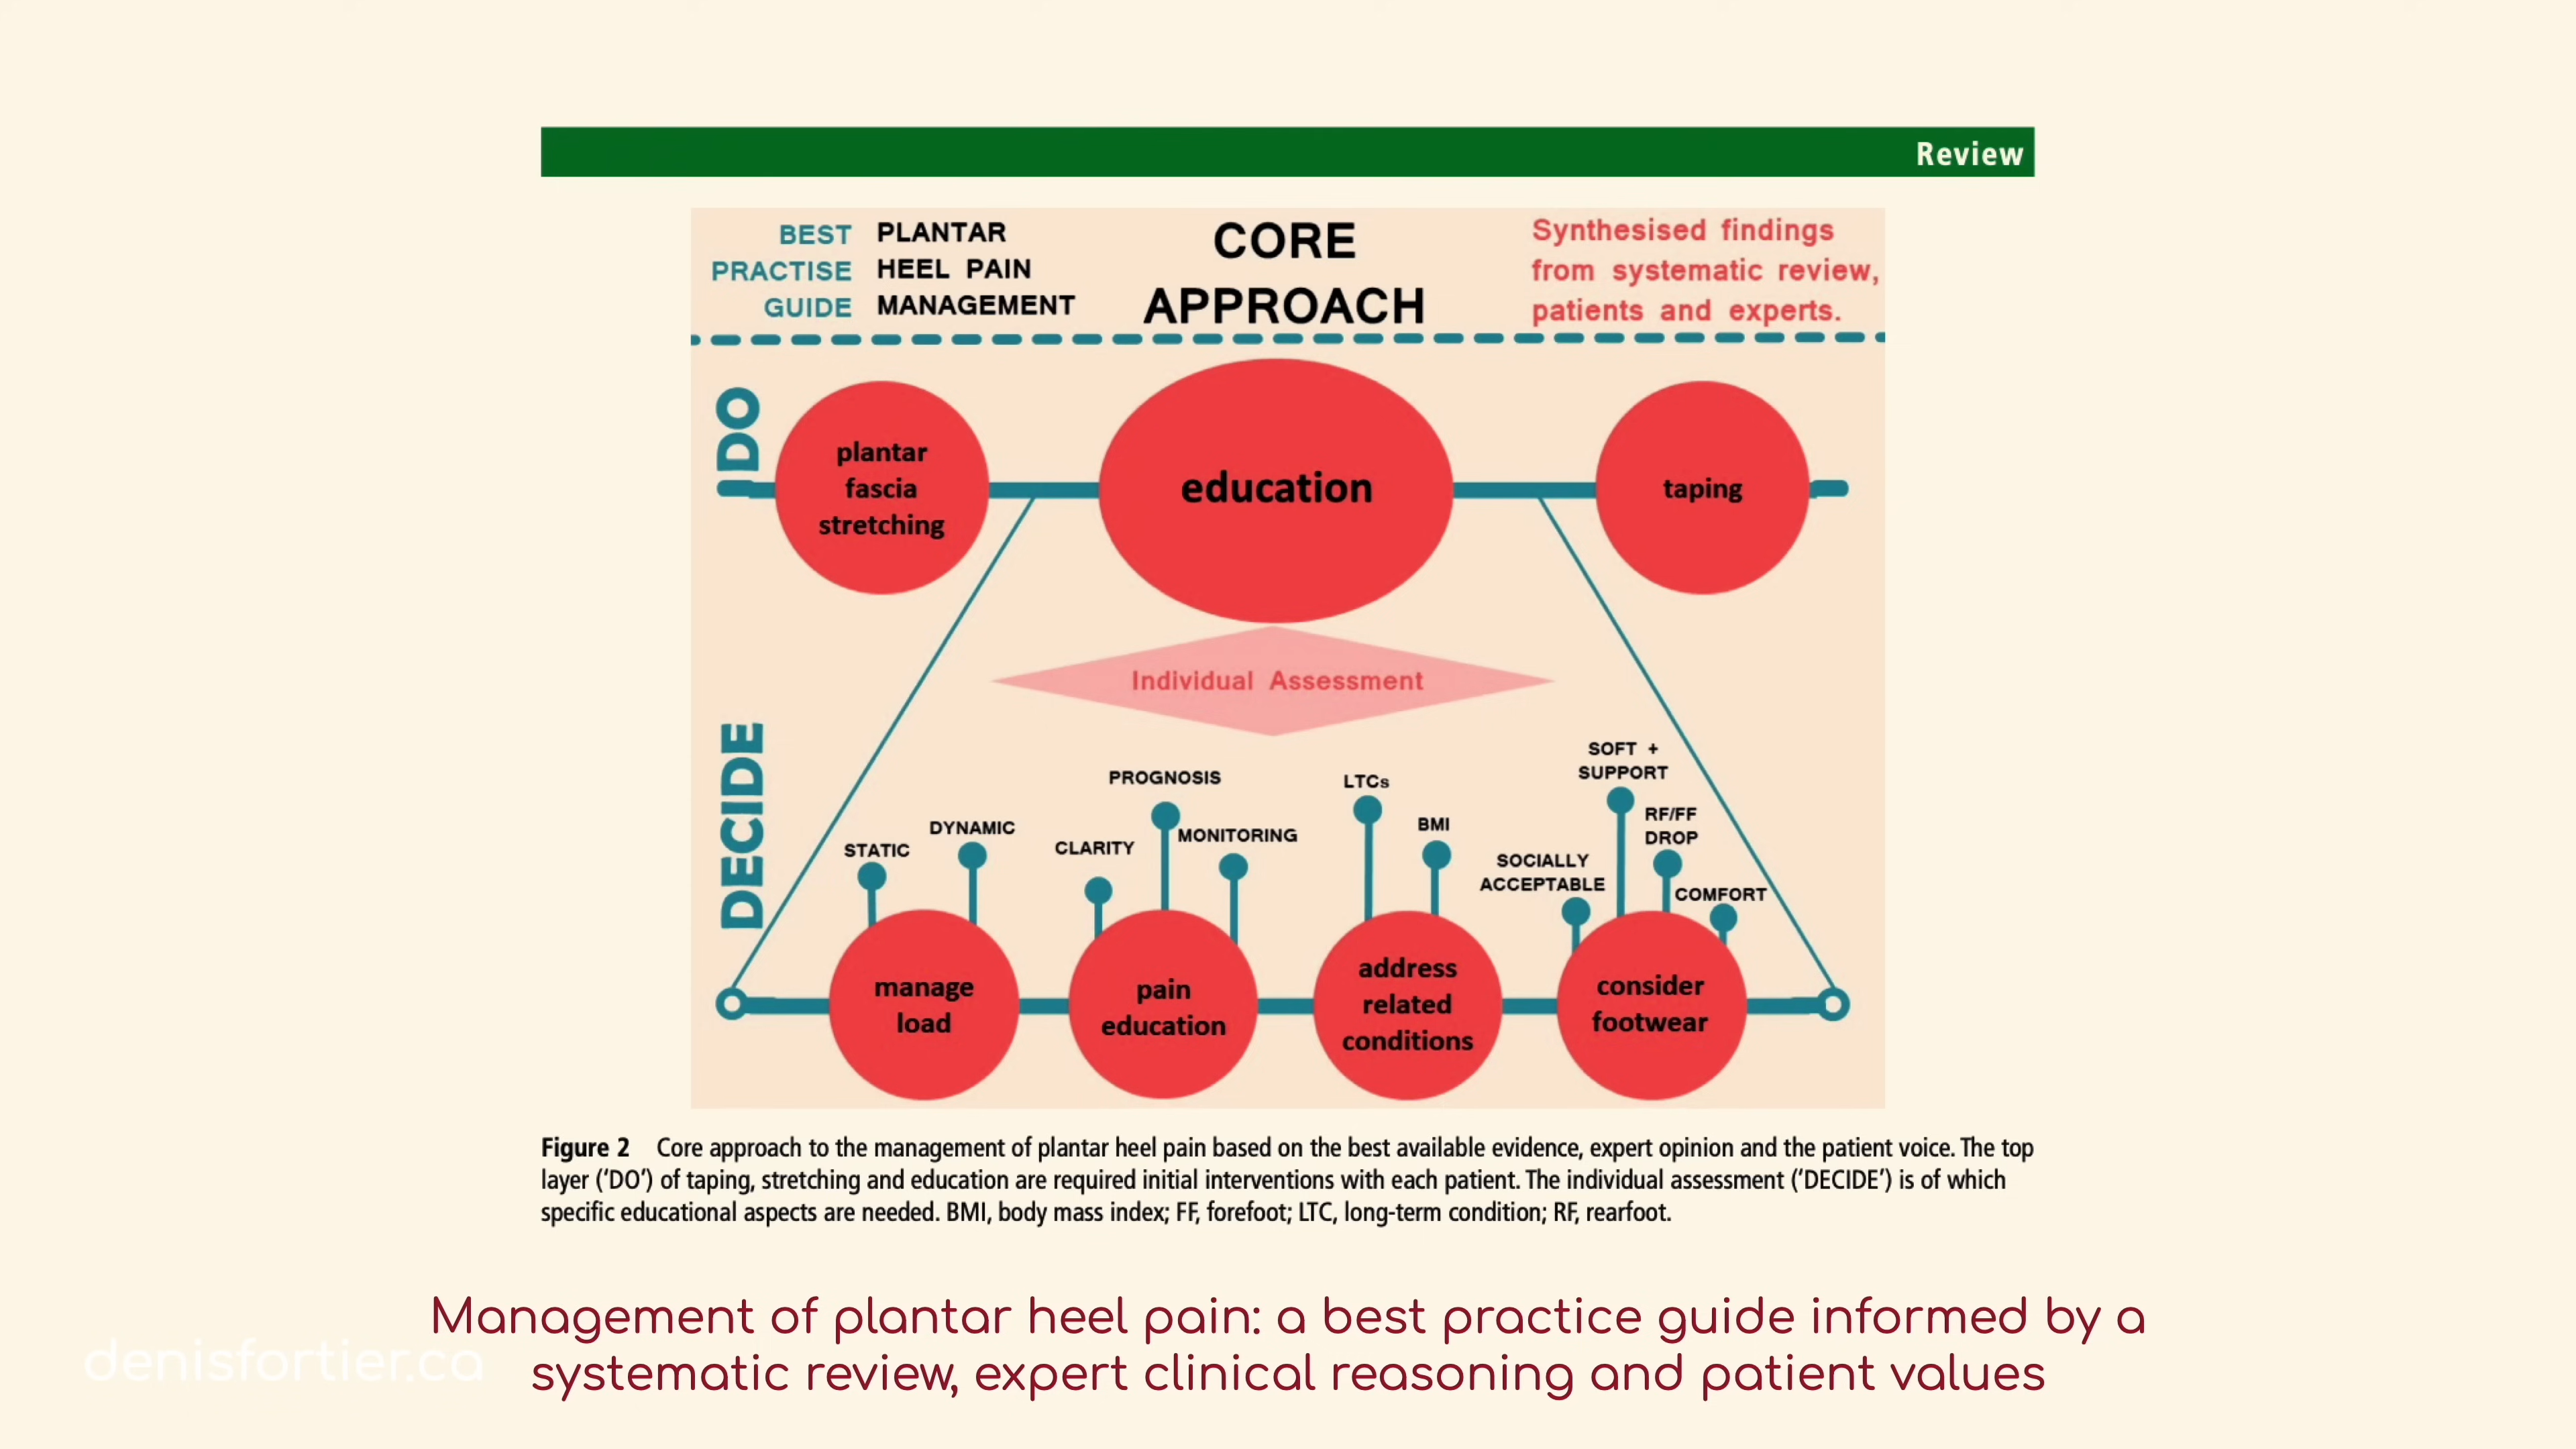 Review
BEST
PRACTISE
GUIDE
PLANTAR
HEEL PAIN
MANAGEMENT
CORE
APPROACH
Synthesised findings
from systematic review,
patients and experts.
DO
plantar
fascia
stretching
education
taping
Individual Assessment
DECIDE
STATIC
DYNAMIC
CLARITY
PROGNOSIS
MONITORING
LTCs
BMI
SOCIALLY
ACCEPTABLE
SOFT +
SUPPORT
RF/FF
DROP
COMFORT
manage
load
pain
education
address
related
conditions
consider
footwear
Figure 2 Core approach to the management of plantar heel pain based on the best available evidence, expert opinion and the patient voice. The top
layer (‘DO’) of taping, stretching and education are required initial interventions with each patient. The individual assessment (‘DECIDE’) is of which
specific educational aspects are needed. BMI, body mass index; FF, forefoot; LTC, long-term condition; RF, rearfoot.
Management of plantar heel pain: a best practice guide informed by a
systematic review, expert clinical reasoning and patient values
denisfortier.ca